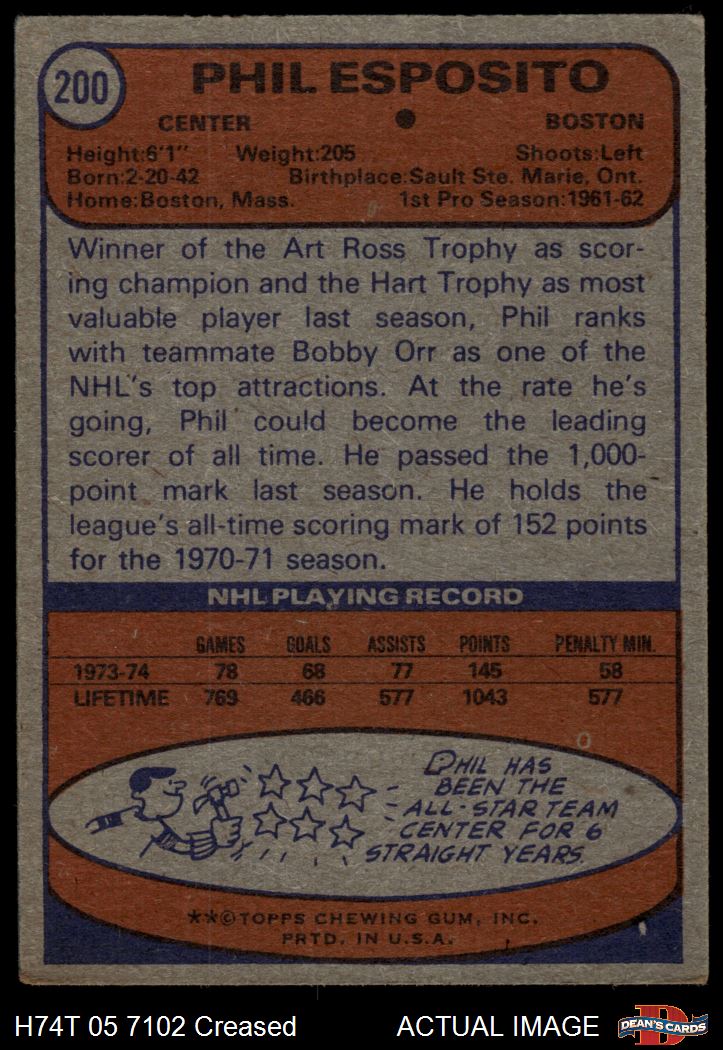 200
PHIL ESPOSITO
CENTER ● BOSTON
Height:6'1" Weight:205 Shoots:Left
Born:2-20-42 Birthplace:Sault Ste. Marie, Ont.
Home:Boston, Mass. 1st Pro Season:1961-62
Winner of the Art Ross Trophy as scor-
ing champion and the Hart Trophy as most
valuable player last season, Phil ranks
with teammate Bobby Orr as one of the
NHL's top attractions. At the rate he's
going, Phil could become the leading
scorer of all time. He passed the 1,000-
point mark last season. He holds the
league's all-time scoring mark of 152 points
for the 1970-71 season.
NHL PLAYING RECORD
GAMES GOALS ASSISTS POINTS PENALTY MIN.
1973-74 78 68 77 145 58
LIFETIME 769 466 577 1043 577
PHIL HAS
BEEN THE
ALL-STAR TEAM
CENTER FOR 6
STRAIGHT YEARS.
**©TOPPS CHEWING GUM, INC.
PRTD. IN U.S.A.
H74T 05 7102 Creased ACTUAL IMAGE
D
DEAN'S CARDS